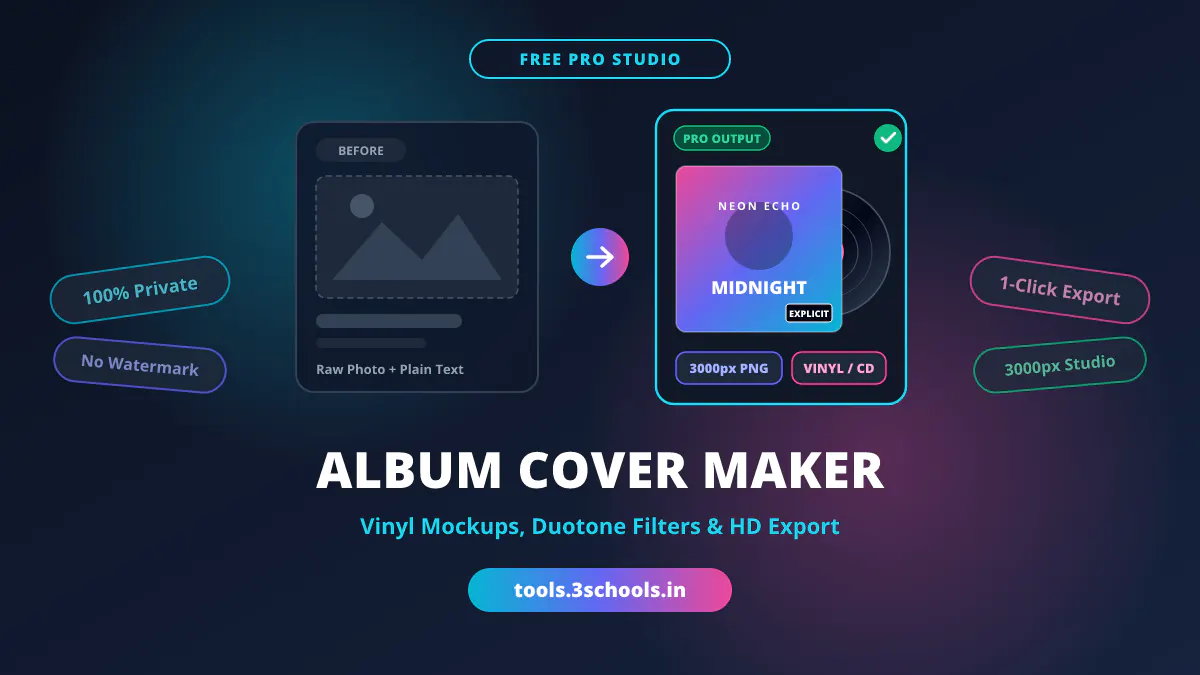 FREE PRO STUDIO
BEFORE
Raw Photo + Plain Text
PRO OUTPUT
NEON ECHO
MIDNIGHT
EXPLICIT
3000px PNG
VINYL / CD
100% Private
No Watermark
1-Click Export
3000px Studio
ALBUM COVER MAKER
Vinyl Mockups, Duotone Filters & HD Export
tools.3schools.in